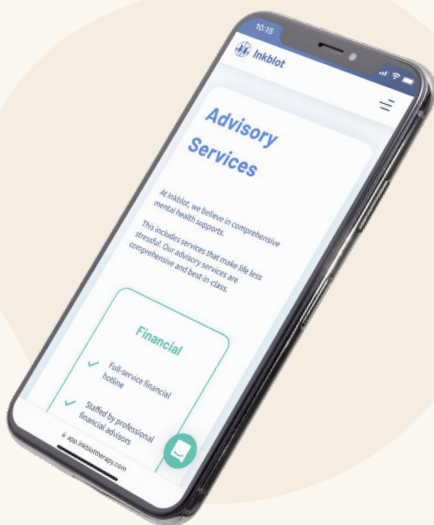 10:15
Inkblot
Advisory
Services
At Inkblot, we believe in comprehensive
mental health supports.
This includes services that make life less
stressful. Our advisory services are
comprehensive and best-in-class.
Financial
Full-service financial
hotline
Staffed by professional
financial advisors
app.inkblottherapy.com